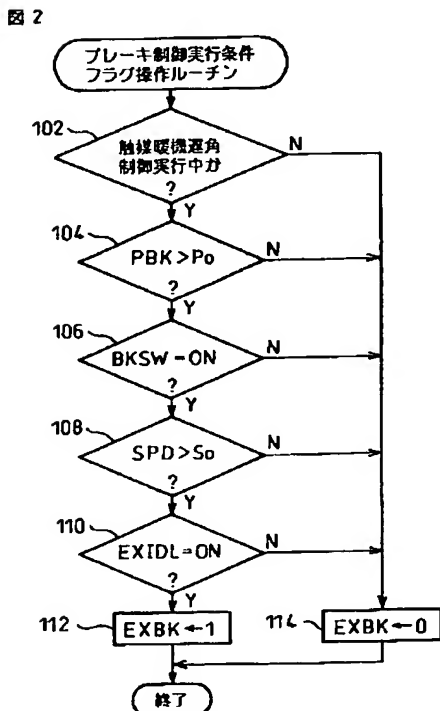 図 2
ブレーキ制御実行条件
フラグ操作ルーチン
102
触媒暖機遅角
制御実行中か
?
N
Y
104
PBK>Po
?
N
Y
106
BKSW=ON
?
N
Y
108
SPD>So
?
N
Y
110
EXIDL=ON
?
N
Y
112
EXBK←1
114
EXBK←0
終了